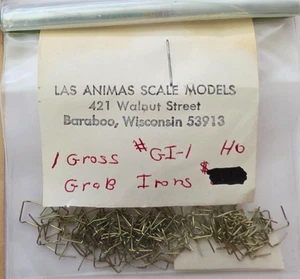 LAS ANIMAS SCALE MODELS
421 Walnut Street
Baraboo, Wisconsin 53913
1 Gross #GI-1 HO
Grab Irons $